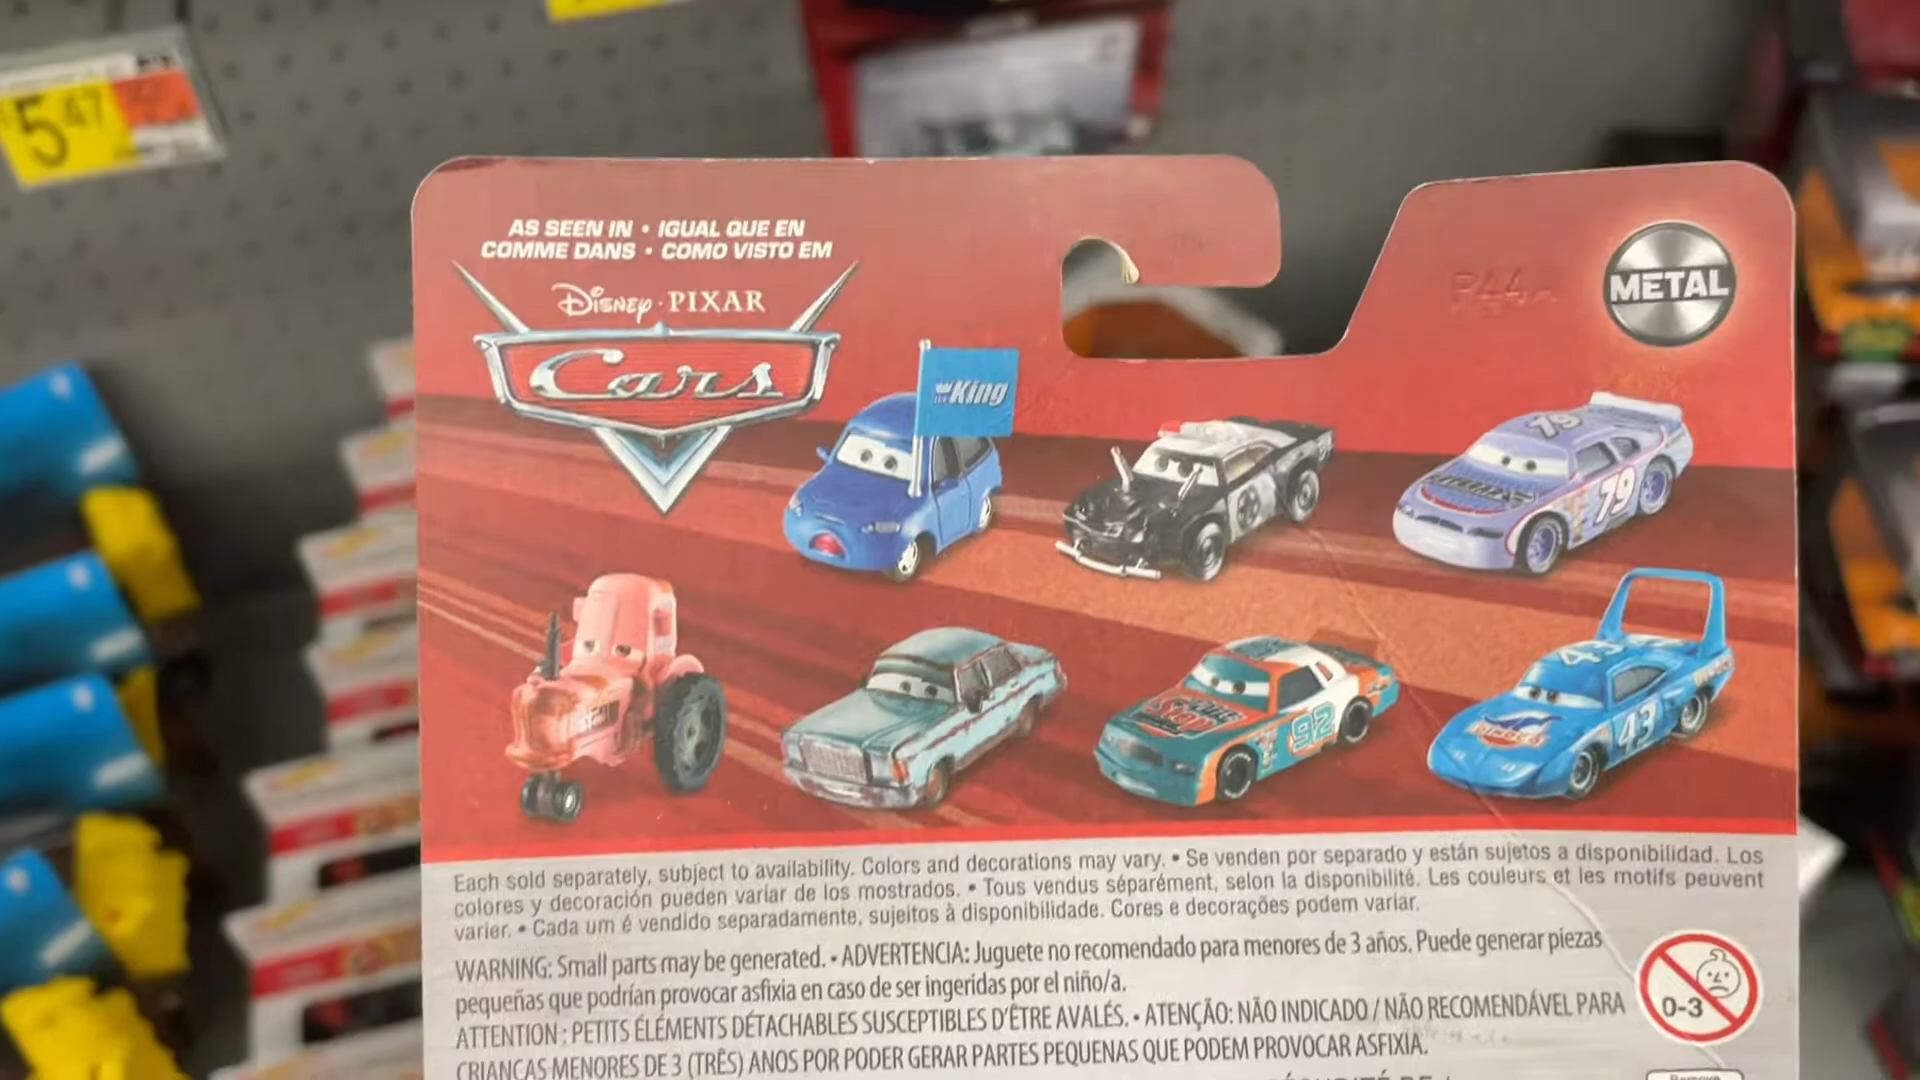 5 47
AS SEEN IN • IGUAL QUE EN
COMME DANS • COMO VISTO EM
Disney • PIXAR
Cars
METAL
P44
the King
79
79
92
43
43
Each sold separately, subject to availability. Colors and decorations may vary. • Se venden por separado y están sujetos a disponibilidad. Los
colores y decoración pueden variar de los mostrados. • Tous vendus séparément, selon la disponibilité. Les couleurs et les motifs peuvent
varier. • Cada um é vendido separadamente, sujeitos à disponibilidade. Cores e decorações podem variar.
WARNING: Small parts may be generated. • ADVERTENCIA: Juguete no recomendado para menores de 3 años. Puede generar piezas
pequeñas que podrían provocar asfixia en caso de ser ingeridas por el niño/a.
ATTENTION : PETITS ÉLÉMENTS DÉTACHABLES SUSCEPTIBLES D'ÊTRE AVALÉS. • ATENÇÃO: NÃO INDICADO / NÃO RECOMENDÁVEL PARA
CRIANÇAS MENORES DE 3 (TRÊS) ANOS POR PODER GERAR PARTES PEQUENAS QUE PODEM PROVOCAR ASFIXIA.
0-3